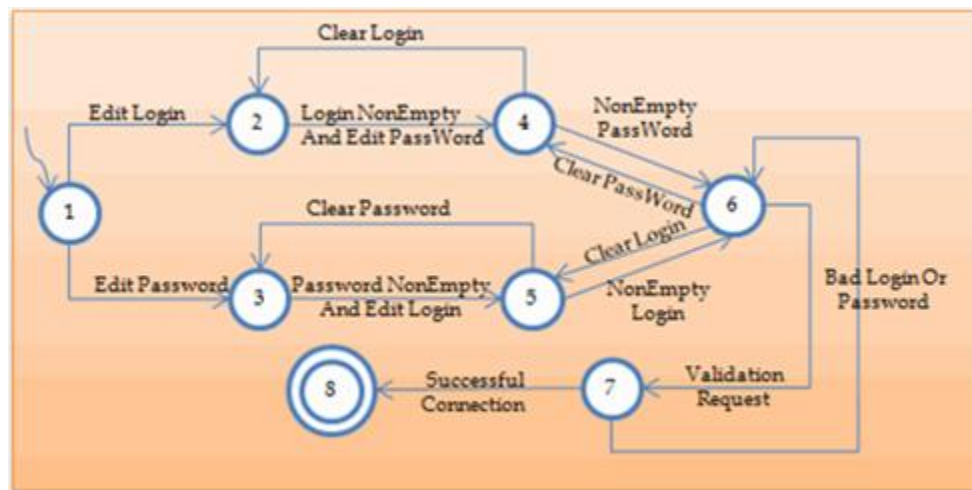 Clear Login
Edit Login
2
Login NonEmpty
And Edit PassWord
4
NonEmpty
PassWord
Clear PassWord
1
6
Clear Password
Clear Login
Edit Password
3
Password NonEmpty
And Edit Login
5
NonEmpty
Login
Bad Login Or
Password
8
Successful
Connection
7
Validation
Request